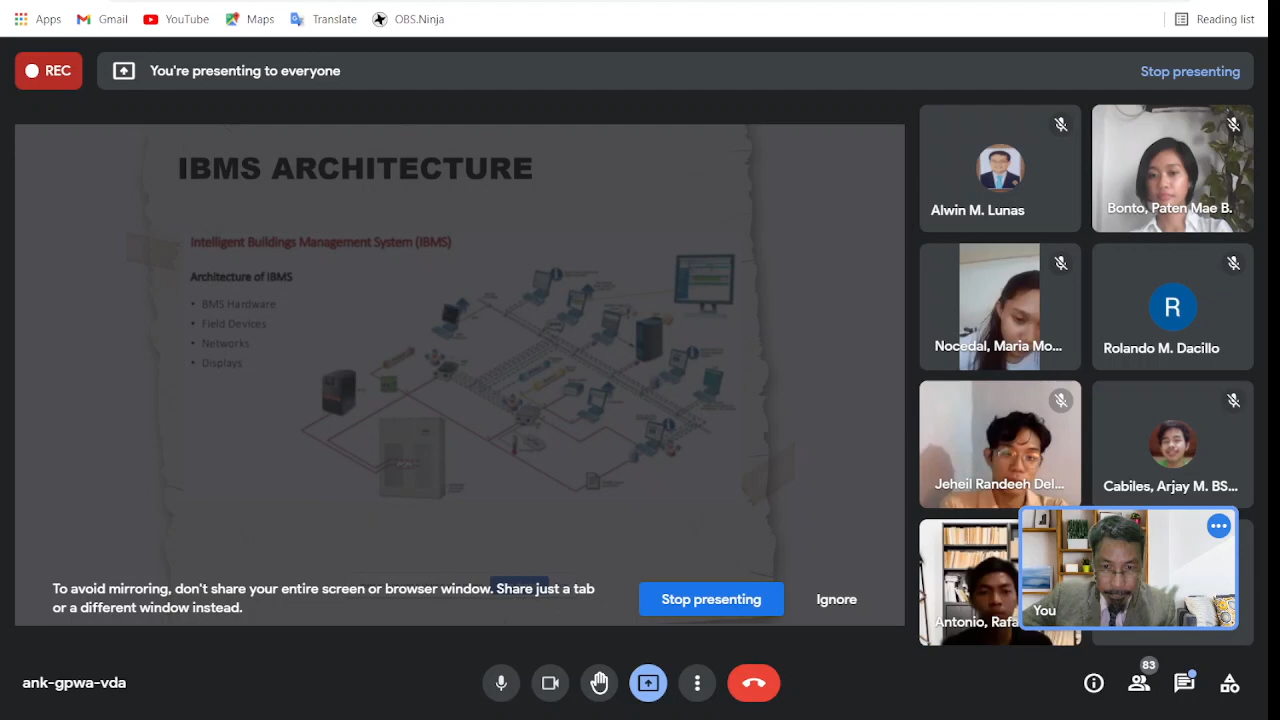 Apps
Gmail
YouTube
Maps
Translate
OBS.Ninja
Reading list
REC
You're presenting to everyone
Stop presenting
IBMS ARCHITECTURE
Intelligent Buildings Management System (IBMS)
Architecture of IBMS
• BMS Hardware
• Field Devices
• Networks
• Displays
To avoid mirroring, don't share your entire screen or browser window. Share just a tab
or a different window instead.
Stop presenting
Ignore
Alwin M. Lunas
Bonto, Paten Mae B.
Nocedal, Maria Mo...
R
Rolando M. Dacillo
Jeheil Randeeh Del...
Cabiles, Arjay M. BS...
Antonio, Rafa
You
ank-gpwa-vda
83